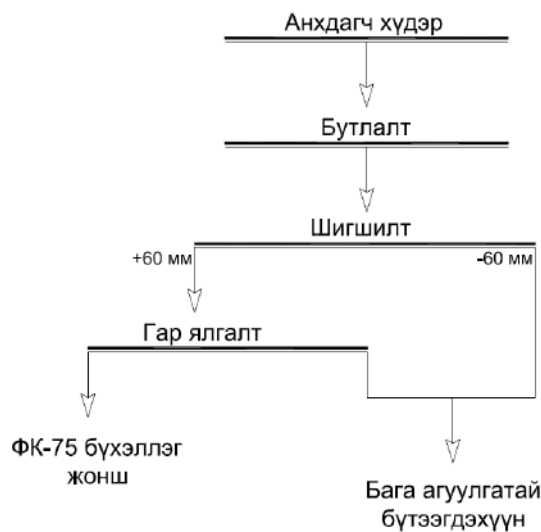 Анхдагч хүдэр
Бутлалт
Шигшилт
+60 мм
-60 мм
Гар ялгалт
ФК-75 бүхэллэг
жонш
Бага агуулгатай
бүтээгдэхүүн